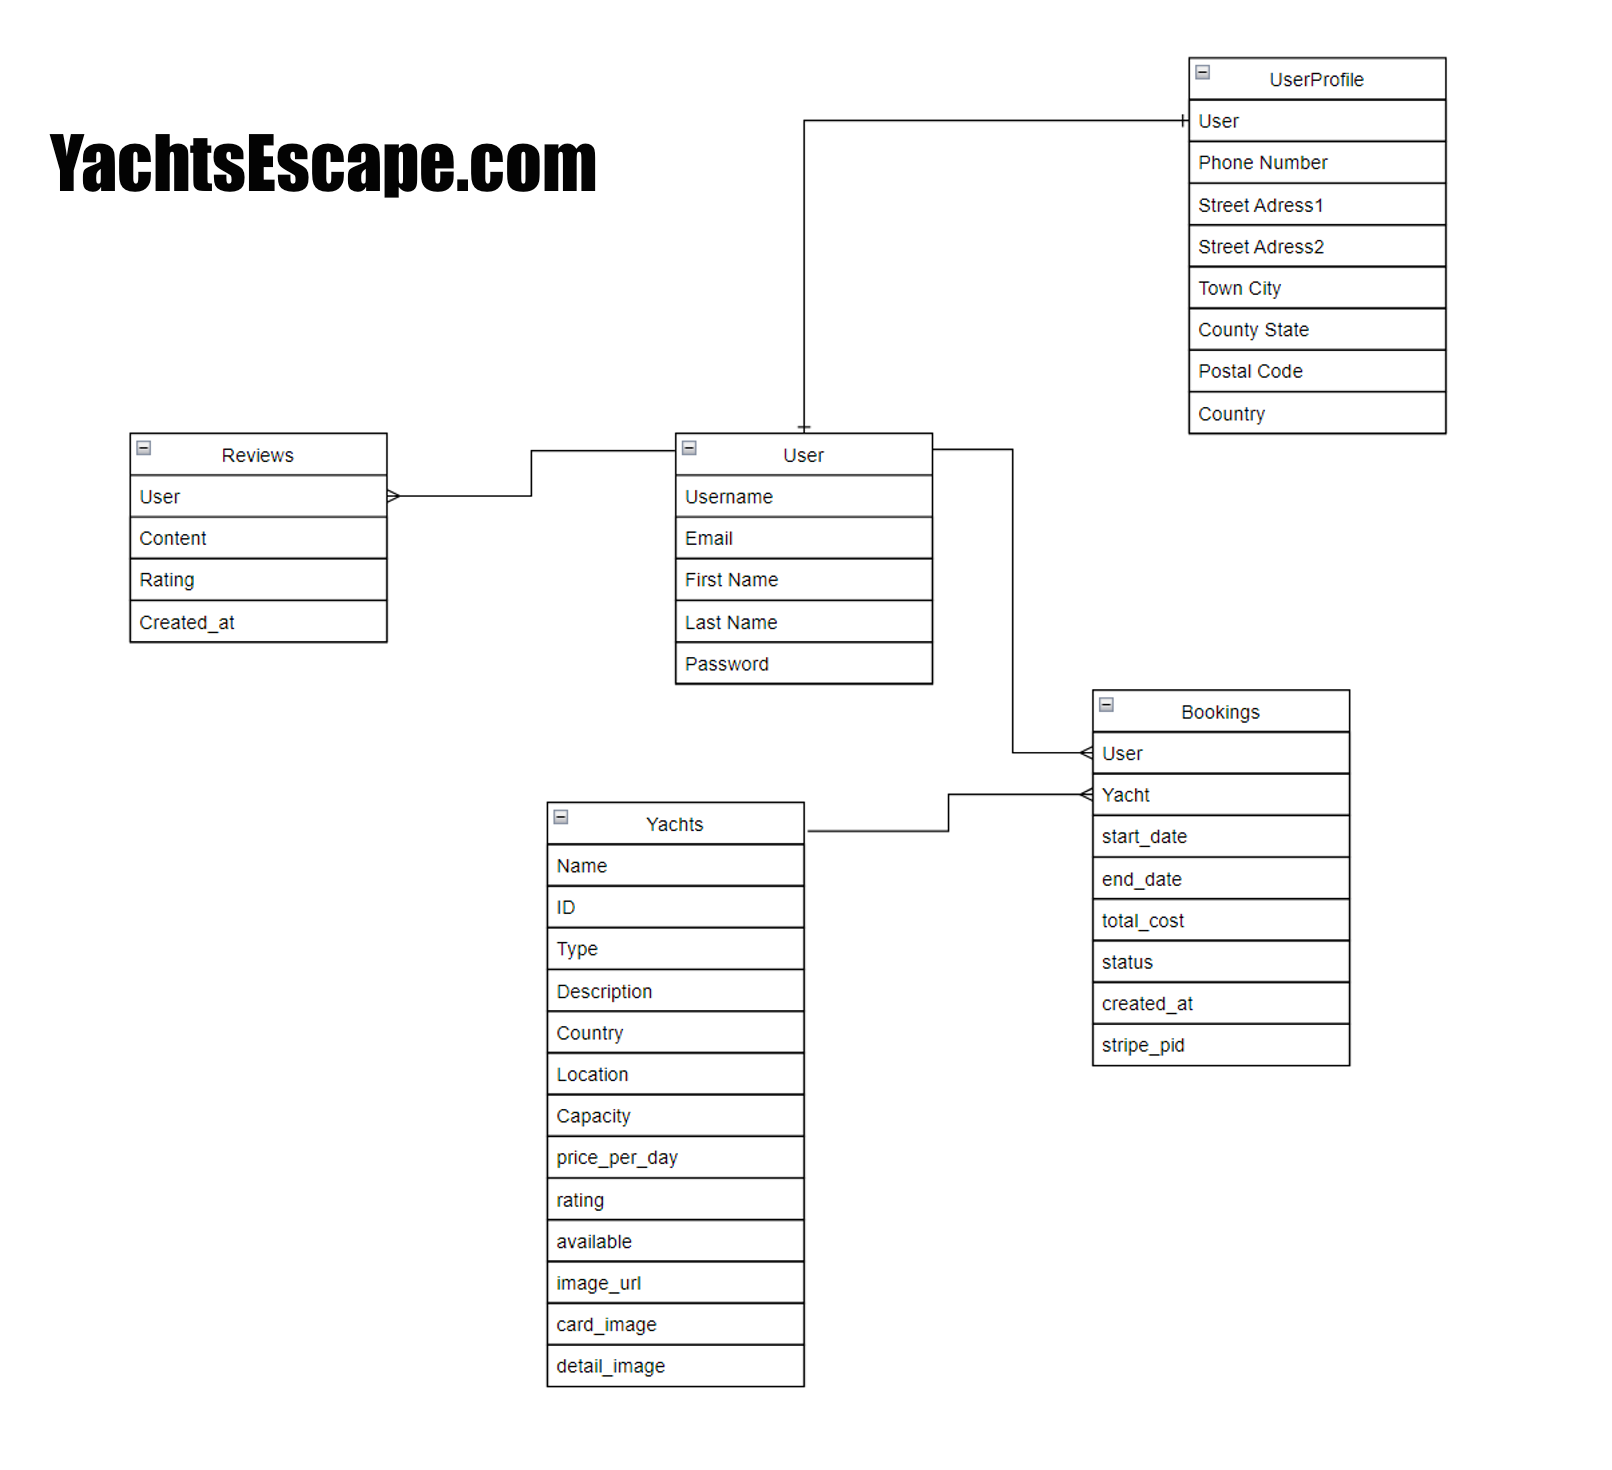 YachtsEscape.com
UserProfile
User
Phone Number
Street Adress1
Street Adress2
Town City
County State
Postal Code
Country
Reviews
User
Content
Rating
Created_at
User
Username
Email
First Name
Last Name
Password
Bookings
User
Yacht
start_date
end_date
total_cost
status
created_at
stripe_pid
Yachts
Name
ID
Type
Description
Country
Location
Capacity
price_per_day
rating
available
image_url
card_image
detail_image